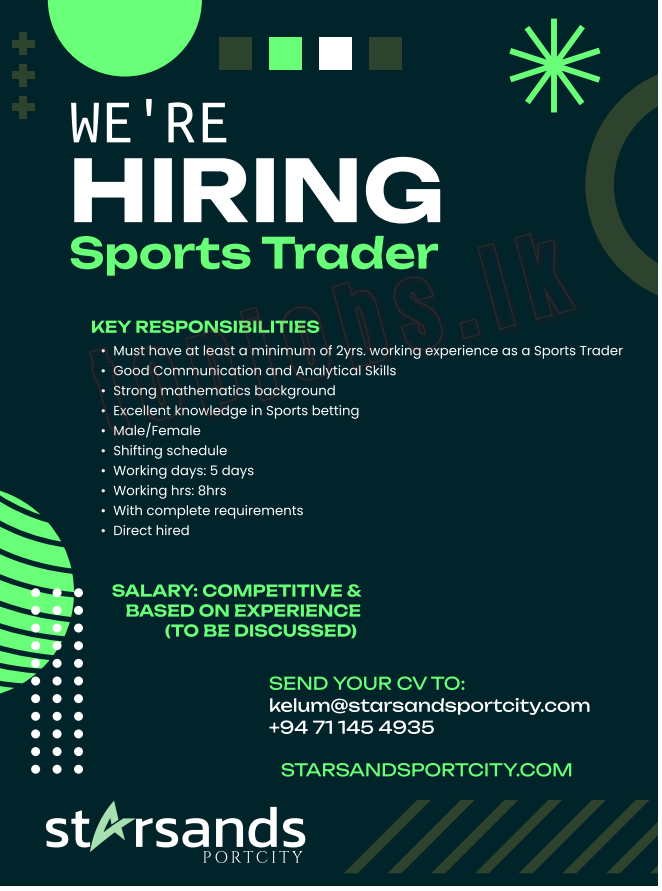 WE'RE
HIRING
Sports Trader
topjobs.lk
KEY RESPONSIBILITIES
• Must have at least a minimum of 2yrs. working experience as a Sports Trader
• Good Communication and Analytical Skills
• Strong mathematics background
• Excellent knowledge in Sports betting
• Male/Female
• Shifting schedule
• Working days: 5 days
• Working hrs: 8hrs
• With complete requirements
• Direct hired
SALARY: COMPETITIVE &
BASED ON EXPERIENCE
(TO BE DISCUSSED)
SEND YOUR CV TO:
kelum@starsandsportcity.com
+94 71 145 4935
STARSANDSPORTCITY.COM
starsands
PORTCITY